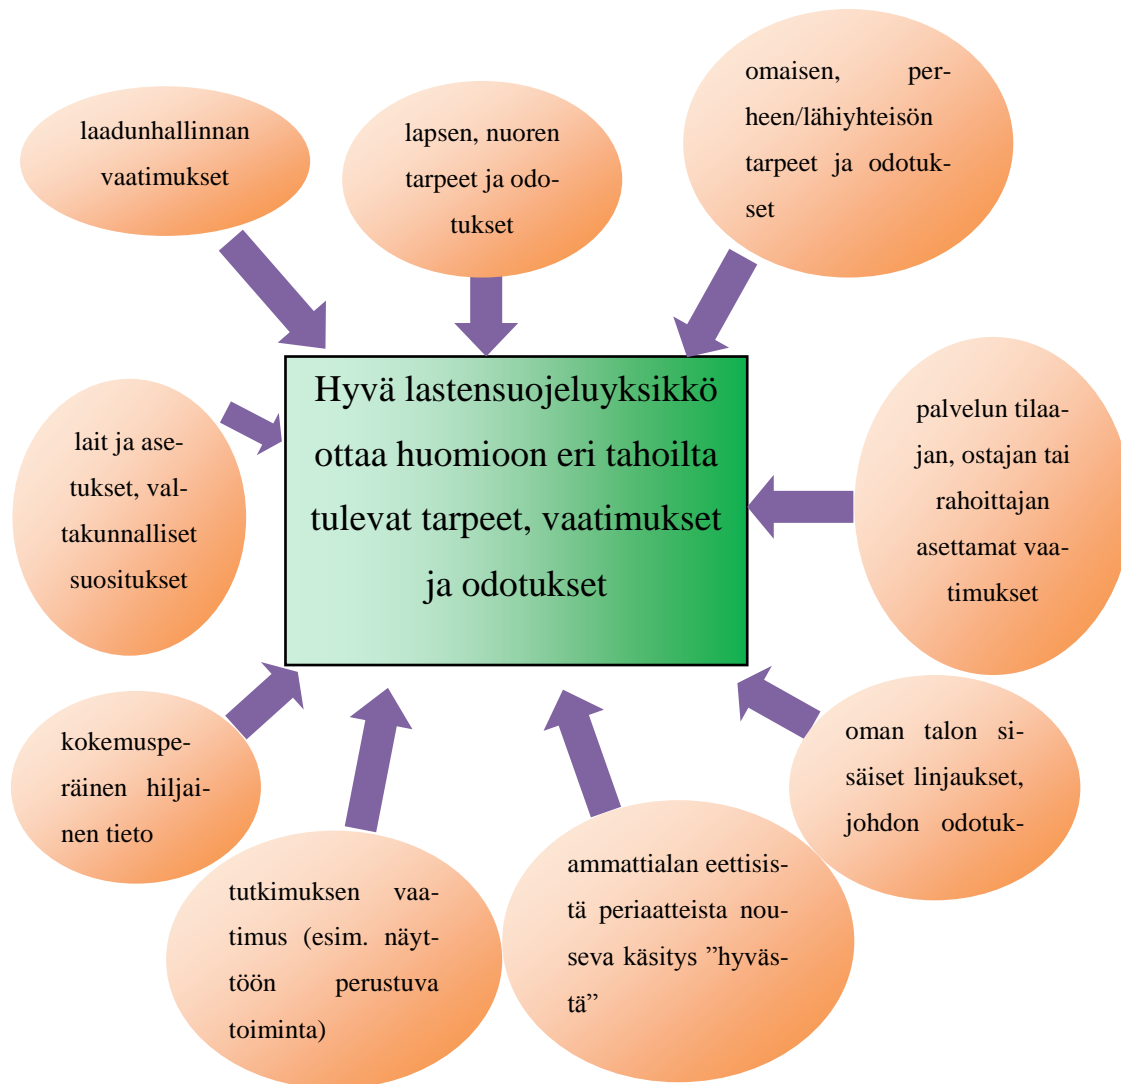 laadunhallinnan
vaatimukset
lapsen, nuoren
tarpeet ja odo-
tukset
omaisen, per-
heen/lähiyhteisön
tarpeet ja odotuk-
set
Hyvä lastensuojeluyksikkö
ottaa huomioon eri tahoilta
tulevat tarpeet, vaatimukset
ja odotukset
lait ja ase-
tukset, val-
takunnalliset
suositukset
palvelun tilaa-
jan, ostajan tai
rahoittajan
asettamat vaa-
timukset
kokemuspe-
räinen hiljai-
nen tieto
oman talon si-
säiset linjaukset,
johdon odotuk-
tutkimuksen vaa-
timus (esim. näyt-
töön perustuva
toiminta)
ammattialan eettisis-
tä periaatteista nou-
seva käsitys ”hyväs-
tä”